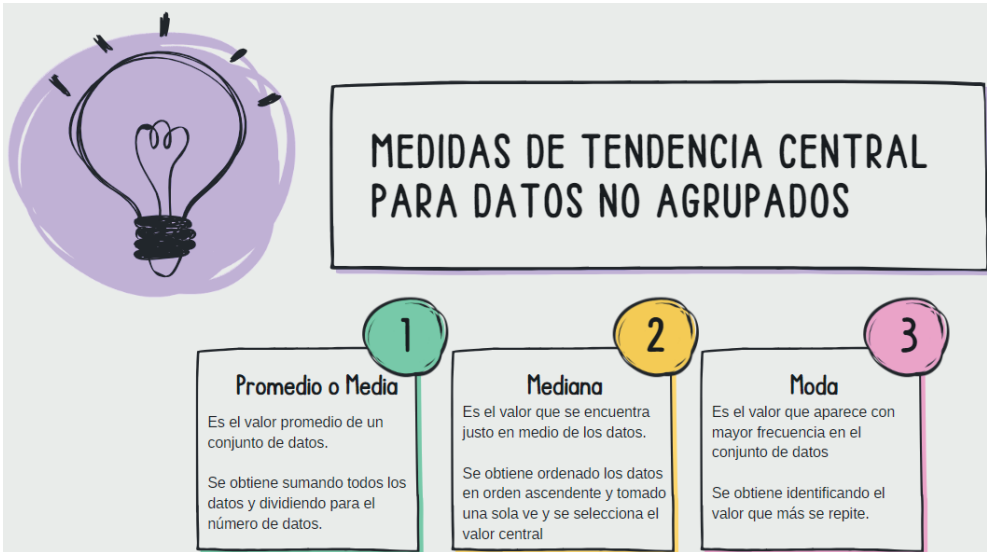 MEDIDAS DE TENDENCIA CENTRAL
PARA DATOS NO AGRUPADOS
1
Promedio o Media
Es el valor promedio de un
conjunto de datos.
Se obtiene sumando todos los
datos y dividiendo para el
número de datos.
2
Mediana
Es el valor que se encuentra
justo en medio de los datos.
Se obtiene ordenado los datos
en orden ascendente y tomado
una sola ve y se selecciona el
valor central
3
Moda
Es el valor que aparece con
mayor frecuencia en el
conjunto de datos
Se obtiene identificando el
valor que más se repite.